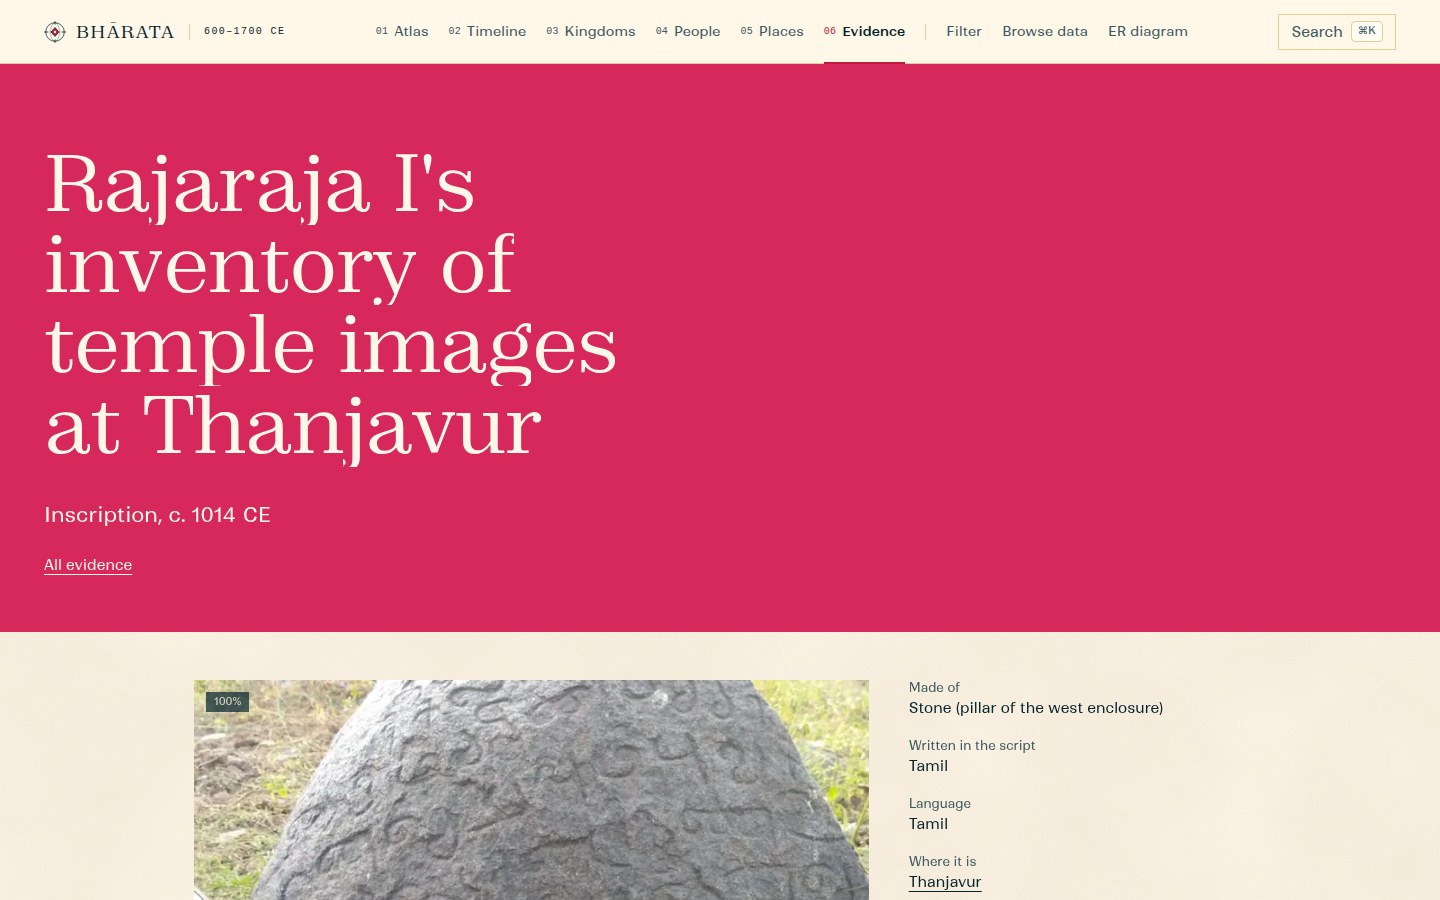 BHĀRATA
600–1700 CE
01 Atlas
02 Timeline
03 Kingdoms
04 People
05 Places
06 Evidence
Filter
Browse data
ER diagram
Search ⌘K
Rajaraja I's
inventory of
temple images
at Thanjavur
Inscription, c. 1014 CE
All evidence
100%
Made of
Stone (pillar of the west enclosure)
Written in the script
Tamil
Language
Tamil
Where it is
Thanjavur